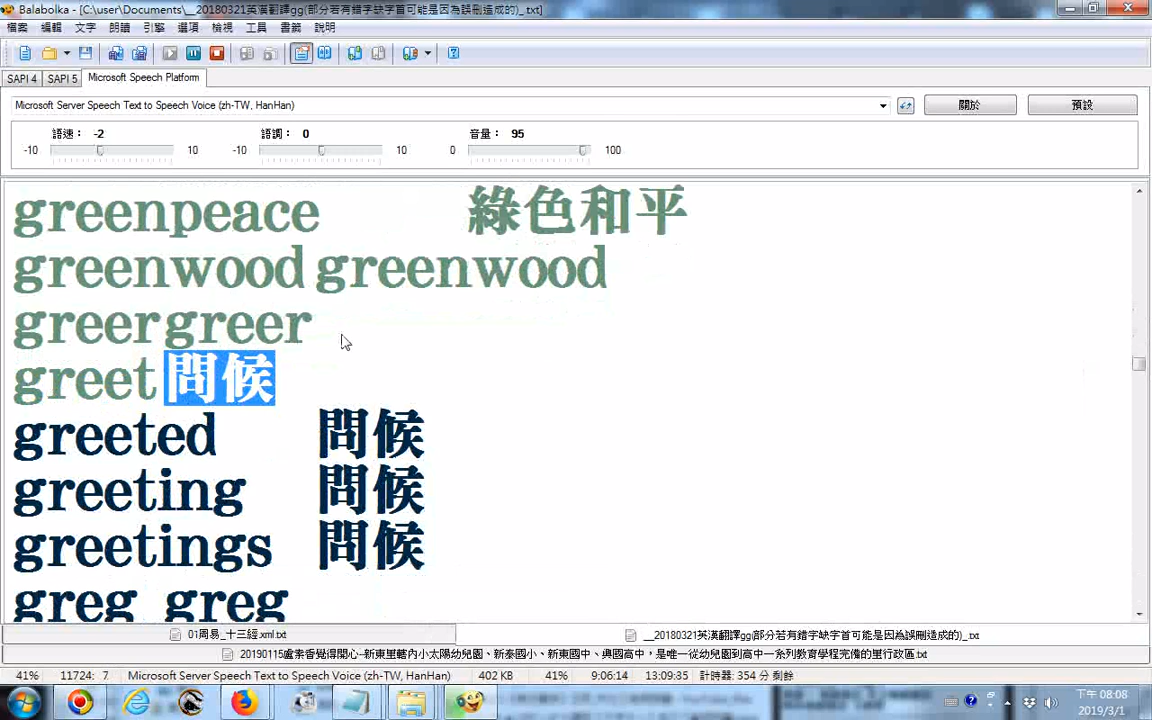 Balabolka - [C:\user\Documents\__20180321英漢翻譯gg(部分若有錯字缺字首可能是因為誤刪造成的)_.txt]
檔案 編輯 文字 朗讀 引擎 選項 檢視 工具 書籤 說明
SAPI 4 SAPI 5 Microsoft Speech Platform
Microsoft Server Speech Text to Speech Voice (zh-TW, HanHan) 關於 預設
語速： -2 語調： 0 音量： 95
-10 10 -10 10 0 100
greenpeace 綠色和平
greenwood greenwood
greer greer
greet 問候
greeted 問候
greeting 問候
greetings 問候
greg greg
01周易_十三經.xml.txt __20180321英漢翻譯gg(部分若有錯字缺字首可能是因為誤刪造成的)_.txt
20190115盧素香覺得開心--新東里轄內小太陽幼兒園、新泰國小、新東國中、興國高中，是唯一從幼兒園到高中一系列教育學程完備的里行政區.txt
41% 11724: 7 Microsoft Server Speech Text to Speech Voice (zh-TW, HanHan) 402 KB 41% 9:06:14 13:09:35 計時器: 354 分 剩餘
下午 08:08
2019/3/1